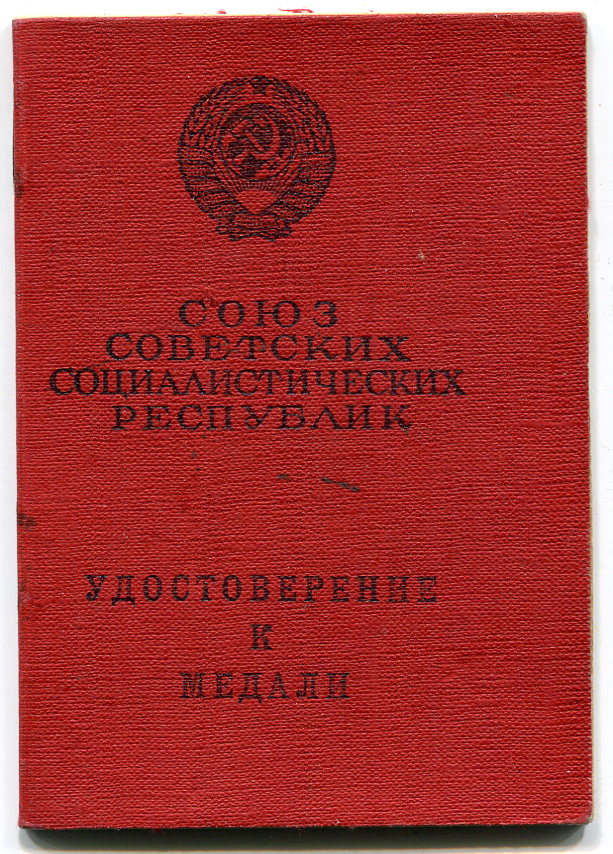 СОЮЗ
СОВЕТСКИХ
СОЦИАЛИСТИЧЕСКИХ
РЕСПУБЛИК
УДОСТОВЕРЕНИЕ
К
МЕДАЛИ